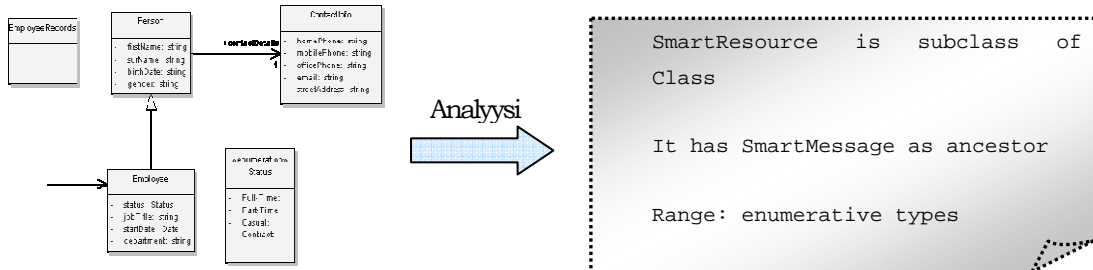 EmployeeRecords
Person
- firstName: string
- surName: string
- birthDate: string
- gender: string
+contactDetails
1
ContactInfo
- homePhone: string
- mobilePhone: string
- officePhone: string
- email: string
- streetAddress: string
Employee
- status: Status
- jobTitle: string
- startDate: Date
- department: string
«enumeration»
Status
- Full-Time:
- Part-Time
- Casual:
- Contract
Analyysi
SmartResource is subclass of
Class
It has SmartMessage as ancestor
Range: enumerative types